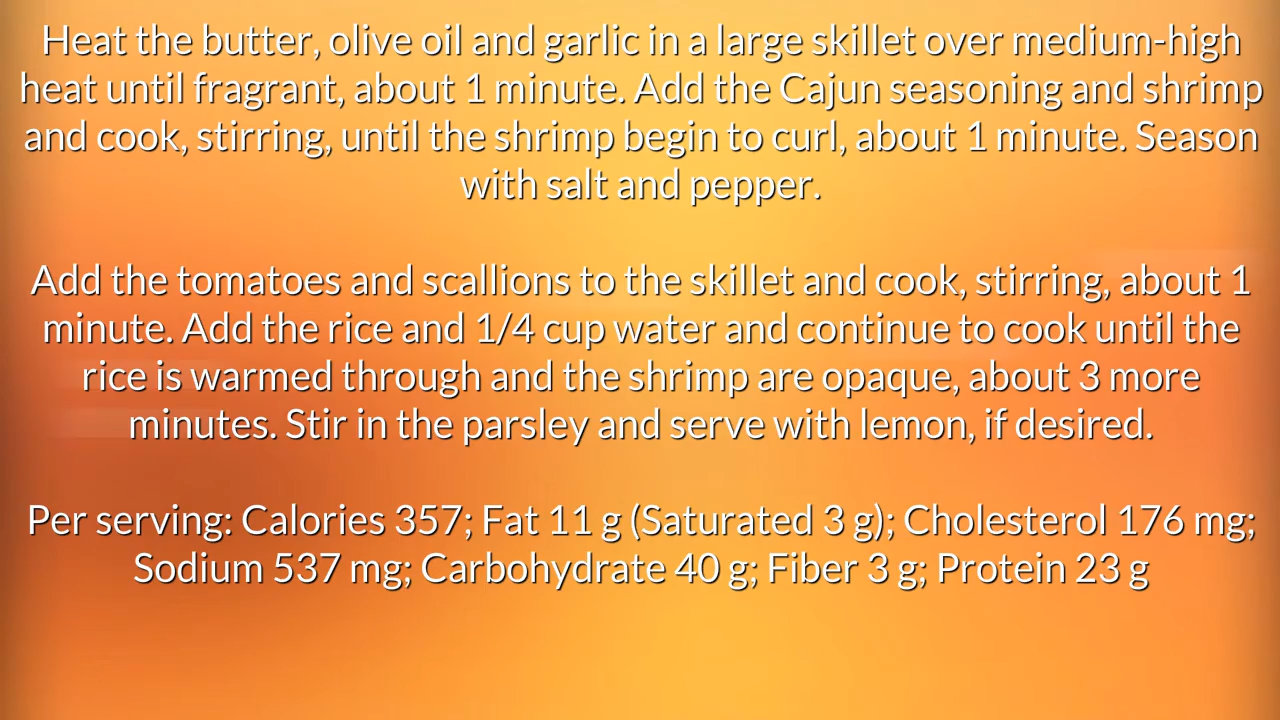 Heat the butter, olive oil and garlic in a large skillet over medium-high
heat until fragrant, about 1 minute. Add the Cajun seasoning and shrimp
and cook, stirring, until the shrimp begin to curl, about 1 minute. Season
with salt and pepper.
Add the tomatoes and scallions to the skillet and cook, stirring, about 1
minute. Add the rice and 1/4 cup water and continue to cook until the
rice is warmed through and the shrimp are opaque, about 3 more
minutes. Stir in the parsley and serve with lemon, if desired.
Per serving: Calories 357; Fat 11 g (Saturated 3 g); Cholesterol 176 mg;
Sodium 537 mg; Carbohydrate 40 g; Fiber 3 g; Protein 23 g